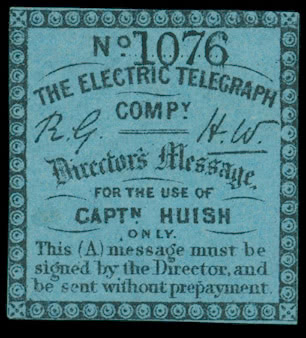 Nº 1076
THE ELECTRIC TELEGRAPH
COMPY
R.G. H.W.
Director's Message,
FOR THE USE OF
CAPTN HUISH
ONLY.
This (A) message must be
signed by the Director, and
be sent without prepayment.